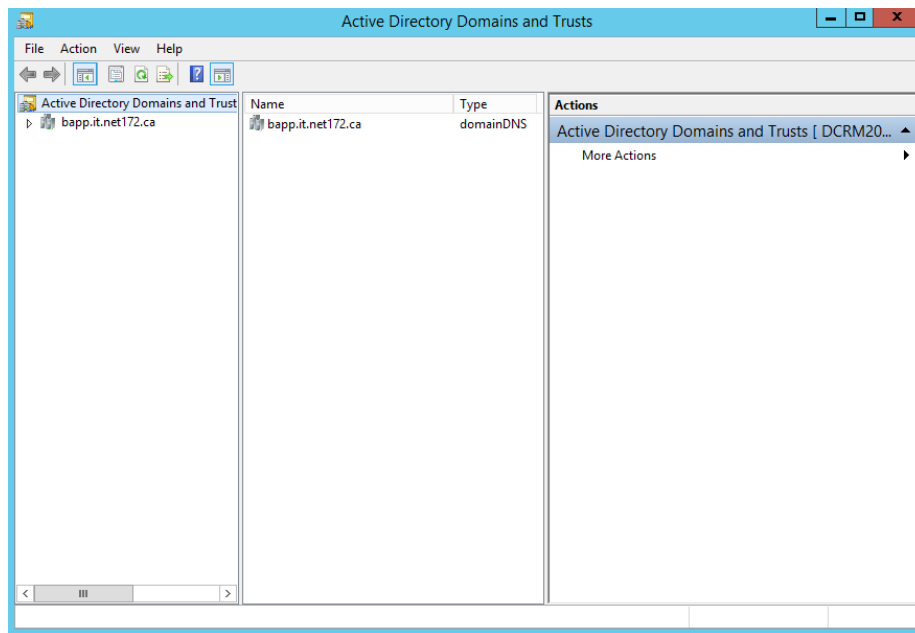 Active Directory Domains and Trusts
File Action View Help
Active Directory Domains and Trust
bapp.it.net172.ca
Name Type
bapp.it.net172.ca domainDNS
Actions
Active Directory Domains and Trusts [ DCRM20...
More Actions